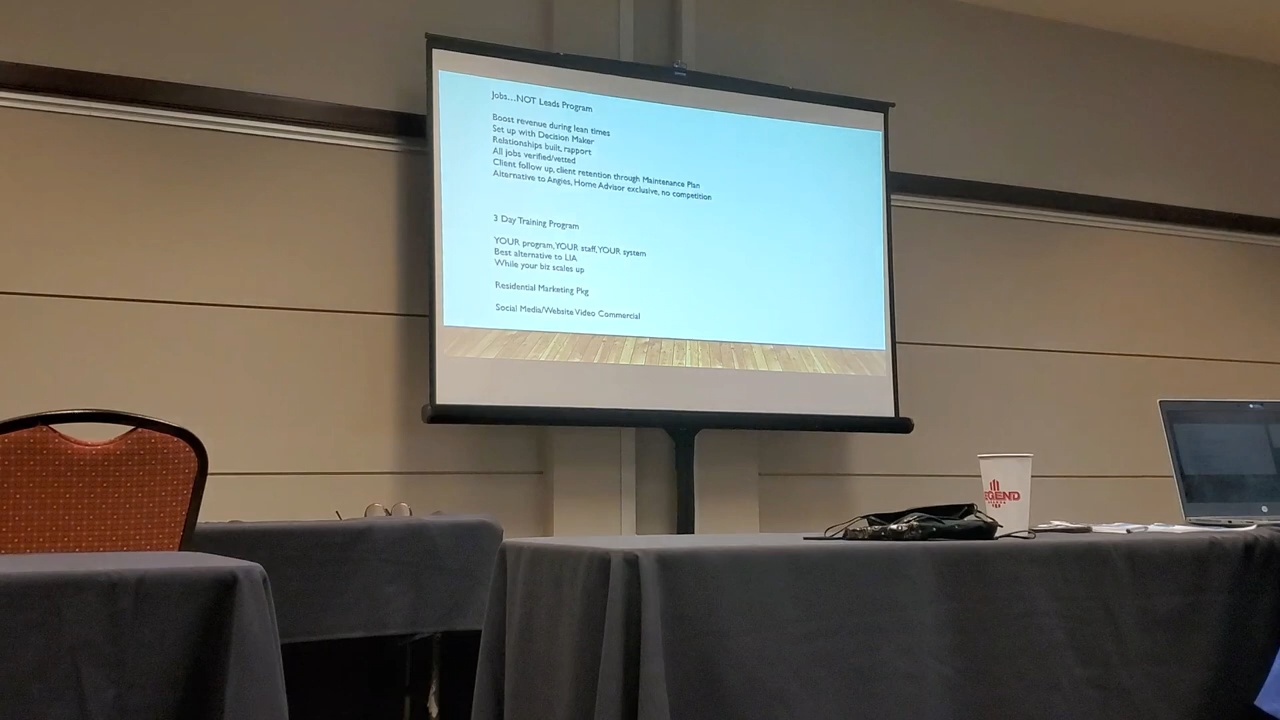 Jobs...NOT Leads Program
Boost revenue during lean times
Set up with Decision Maker
Relationships built, rapport
All jobs verified/vetted
Client follow up, client retention through Maintenance Plan
Alternative to Angies, Home Advisor exclusive, no competition
3 Day Training Program
YOUR program, YOUR staff, YOUR system
Best alternative to LIA
While your biz scales up
Residential Marketing Pkg
Social Media/Website Video Commercial
EGEND
hp